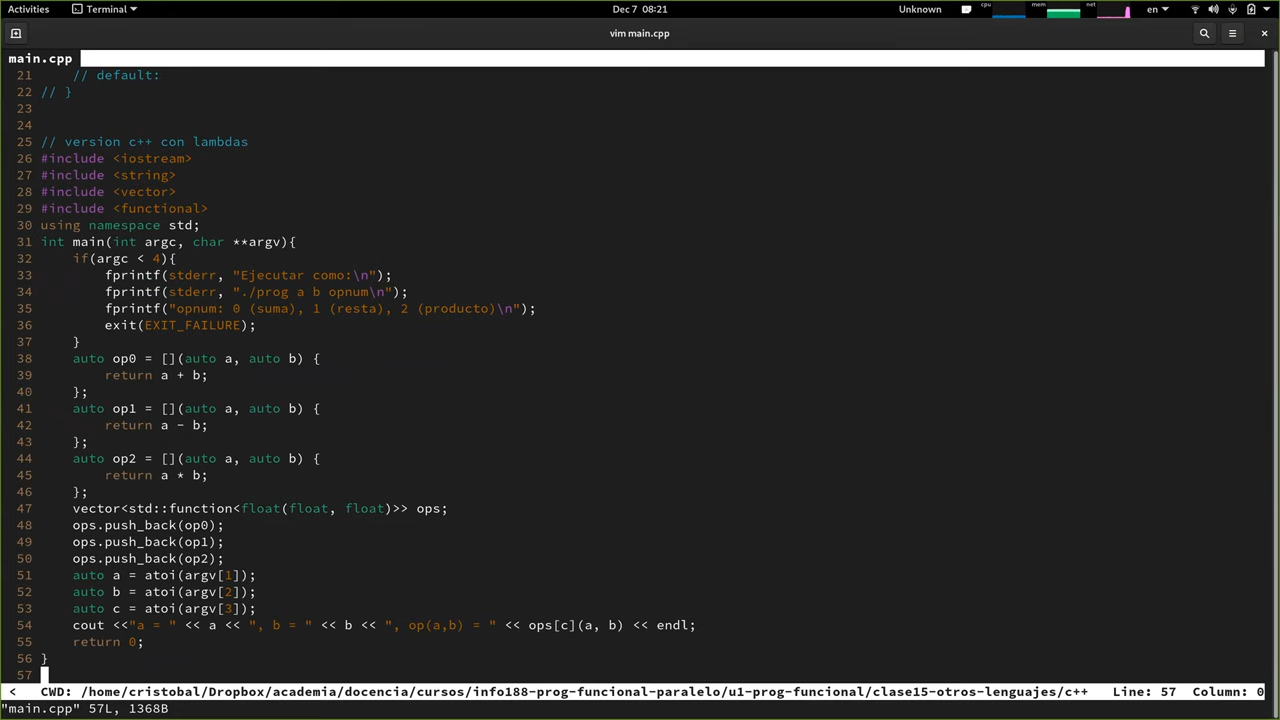 Activities Terminal Dec 7 08:21 Unknown cpu mem net en
vim main.cpp
main.cpp
21     // default:
22 // }
23
24
25 // version c++ con lambdas
26 #include <iostream>
27 #include <string>
28 #include <vector>
29 #include <functional>
30 using namespace std;
31 int main(int argc, char **argv){
32     if(argc < 4){
33         fprintf(stderr, "Ejecutar como:\n");
34         fprintf(stderr, "./prog a b opnum\n");
35         fprintf("opnum: 0 (suma), 1 (resta), 2 (producto)\n");
36         exit(EXIT_FAILURE);
37     }
38     auto op0 = [](auto a, auto b) {
39         return a + b;
40     };
41     auto op1 = [](auto a, auto b) {
42         return a - b;
43     };
44     auto op2 = [](auto a, auto b) {
45         return a * b;
46     };
47     vector<std::function<float(float, float)>> ops;
48     ops.push_back(op0);
49     ops.push_back(op1);
50     ops.push_back(op2);
51     auto a = atoi(argv[1]);
52     auto b = atoi(argv[2]);
53     auto c = atoi(argv[3]);
54     cout <<"a = " << a << ", b = " << b << ", op(a,b) = " << ops[c](a, b) << endl;
55     return 0;
56 }
57
< CWD: /home/cristobal/Dropbox/academia/docencia/cursos/info188-prog-funcional-paralelo/u1-prog-funcional/clase15-otros-lenguajes/c++ Line: 57 Column: 0
"main.cpp" 57L, 1368B